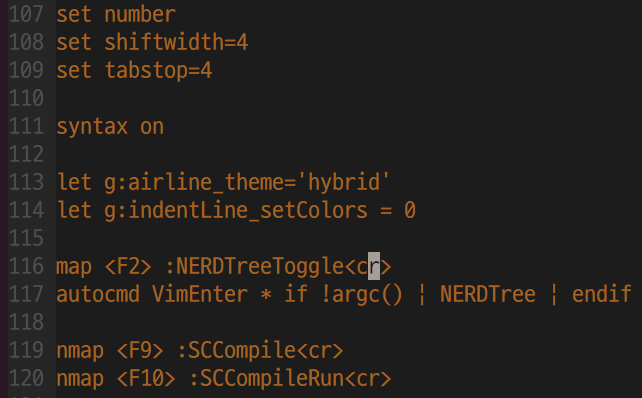 107 set number
108 set shiftwidth=4
109 set tabstop=4
110
111 syntax on
112
113 let g:airline_theme='hybrid'
114 let g:indentLine_setColors = 0
115
116 map <F2> :NERDTreeToggle<cr>
117 autocmd VimEnter * if !argc() | NERDTree | endif
118
119 nmap <F9> :SCCompile<cr>
120 nmap <F10> :SCCompileRun<cr>